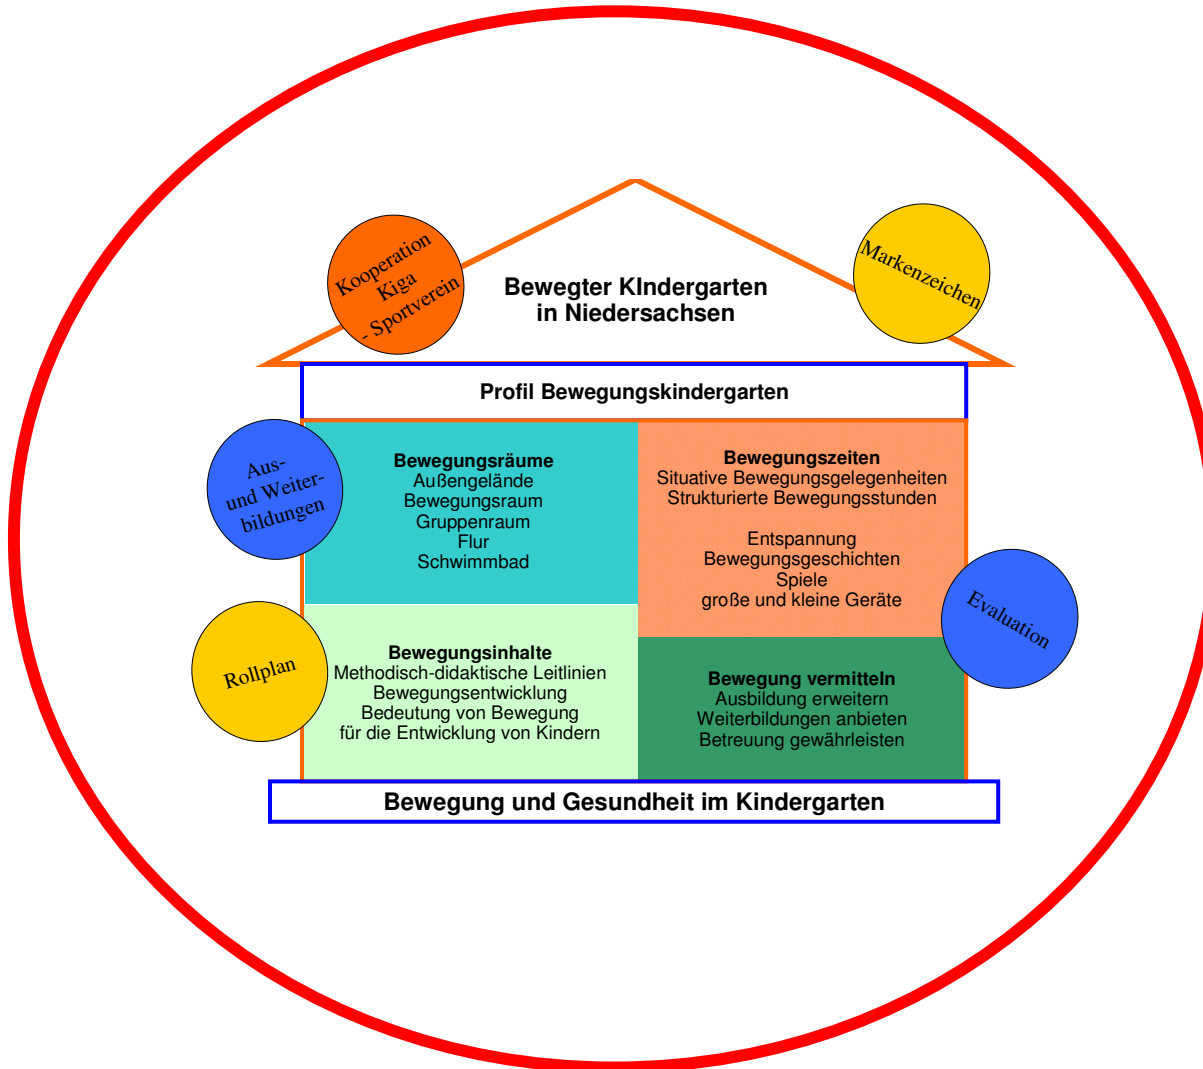 Kooperation
Kiga
- Sportverein
Markenzeichen
Bewegter KIndergarten
in Niedersachsen
Profil Bewegungskindergarten
Aus-
und Weiter-
bildungen
Bewegungsräume
Außengelände
Bewegungsraum
Gruppenraum
Flur
Schwimmbad
Bewegungszeiten
Situative Bewegungsgelegenheiten
Strukturierte Bewegungsstunden
Entspannung
Bewegungsgeschichten
Spiele
große und kleine Geräte
Evaluation
Rollplan
Bewegungsinhalte
Methodisch-didaktische Leitlinien
Bewegungsentwicklung
Bedeutung von Bewegung
für die Entwicklung von Kindern
Bewegung vermitteln
Ausbildung erweitern
Weiterbildungen anbieten
Betreuung gewährleisten
Bewegung und Gesundheit im Kindergarten